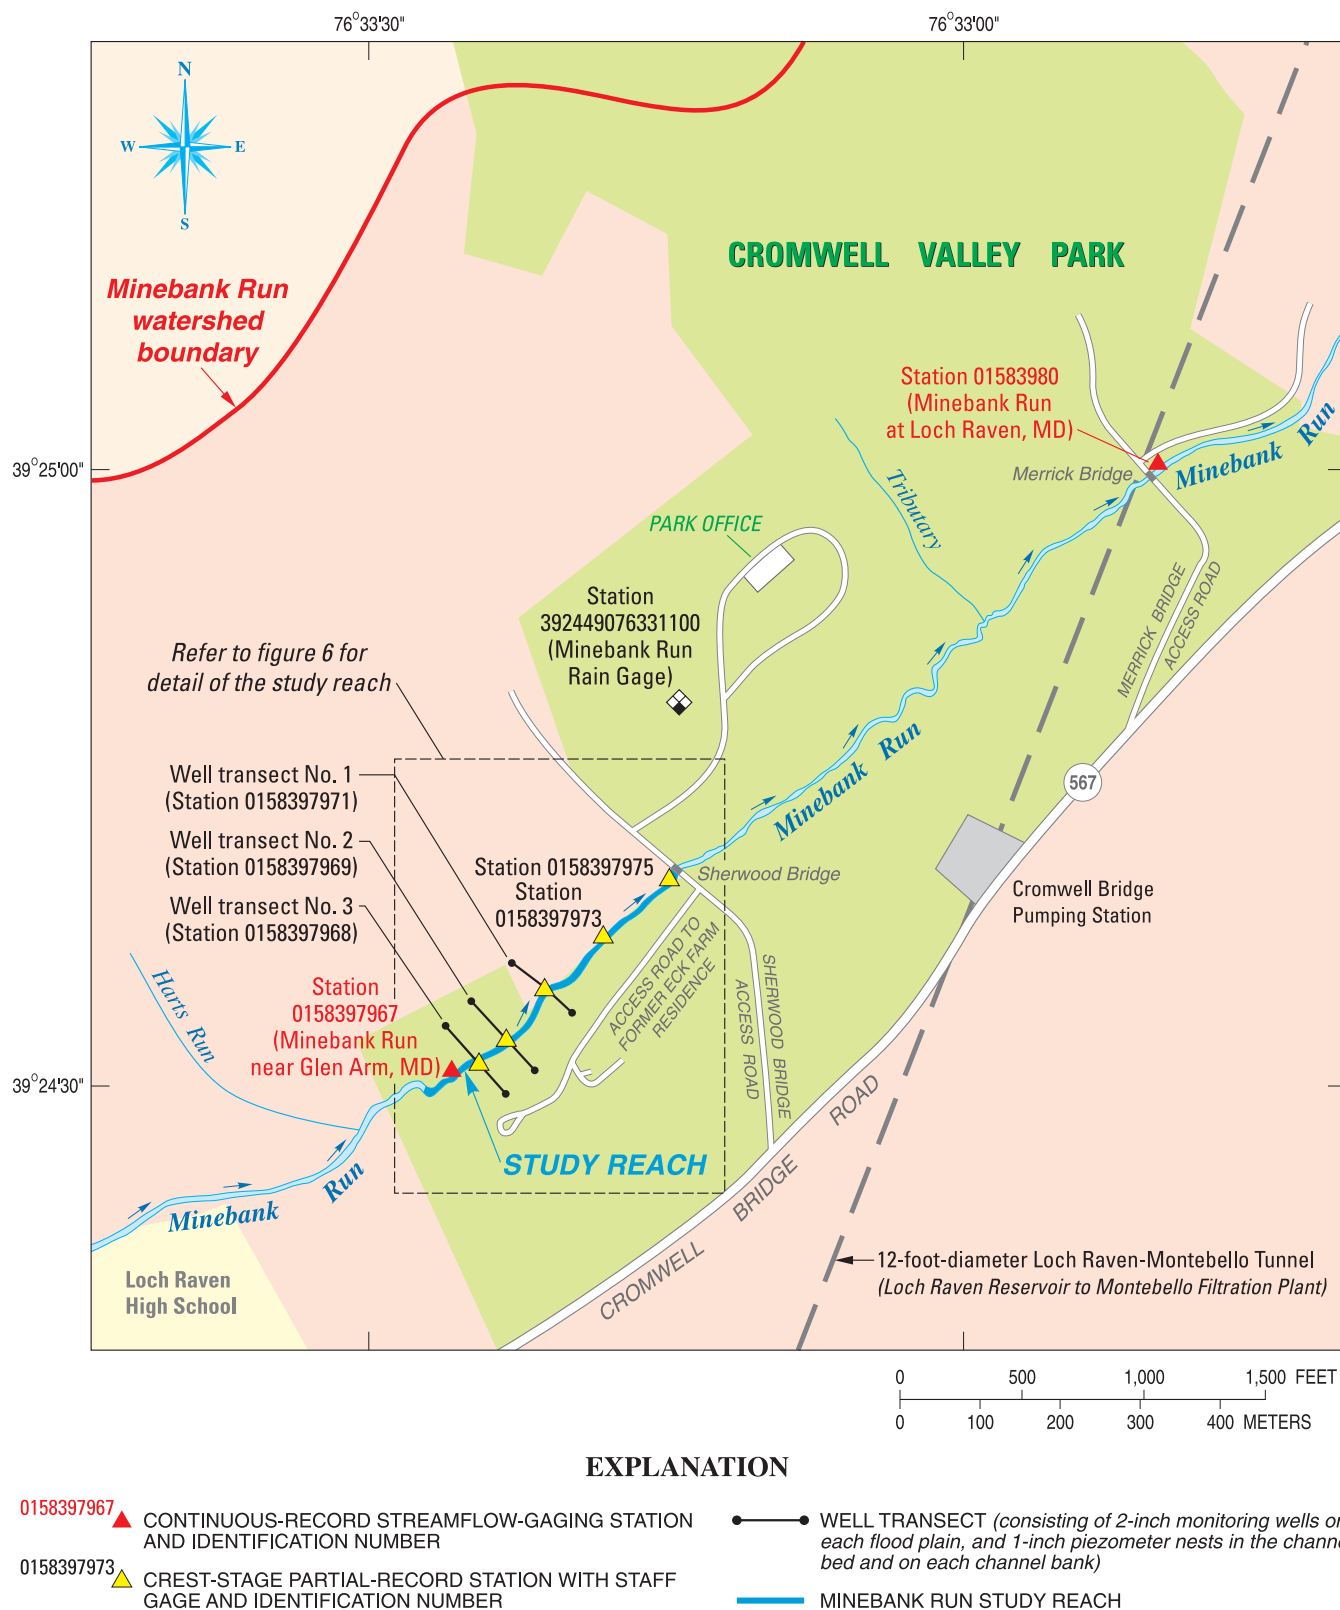 76°33'30"
76°33'00"
N
W
E
S
CROMWELL VALLEY PARK
Minebank Run
watershed
boundary
Station 01583980
(Minebank Run
at Loch Raven, MD)
Merrick Bridge
Minebank Run
39°25'00"
Tributary
PARK OFFICE
Station
392449076331100
(Minebank Run
Rain Gage)
MERRICK BRIDGE
ACCESS ROAD
Refer to figure 6 for
detail of the study reach
Minebank Run
567
Well transect No. 1
(Station 0158397971)
Well transect No. 2
(Station 0158397969)
Well transect No. 3
(Station 0158397968)
Station 0158397975
Station
0158397973
Sherwood Bridge
Cromwell Bridge
Pumping Station
ACCESS ROAD TO
FORMER ECK FARM
RESIDENCE
SHERWOOD BRIDGE
ACCESS ROAD
Harts Run
Station
0158397967
(Minebank Run
near Glen Arm, MD)
39°24'30"
STUDY REACH
Minebank Run
CROMWELL BRIDGE ROAD
Loch Raven
High School
12-foot-diameter Loch Raven-Montebello Tunnel
(Loch Raven Reservoir to Montebello Filtration Plant)
0 500 1,000 1,500 FEET
0 100 200 300 400 METERS
EXPLANATION
0158397967
CONTINUOUS-RECORD STREAMFLOW-GAGING STATION
AND IDENTIFICATION NUMBER
0158397973
CREST-STAGE PARTIAL-RECORD STATION WITH STAFF
GAGE AND IDENTIFICATION NUMBER
WELL TRANSECT (consisting of 2-inch monitoring wells on
each flood plain, and 1-inch piezometer nests in the channe
bed and on each channel bank)
MINEBANK RUN STUDY REACH